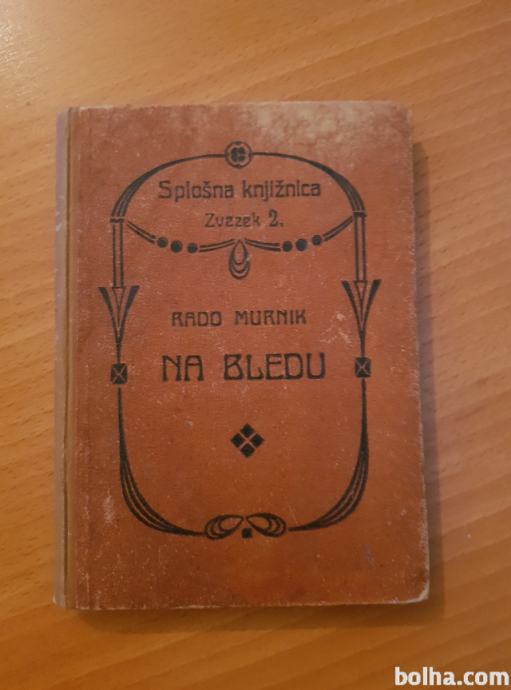 Splošna knjižnica
Zvezek 2.
RADO MURNIK
NA BLEDU
bolha.com